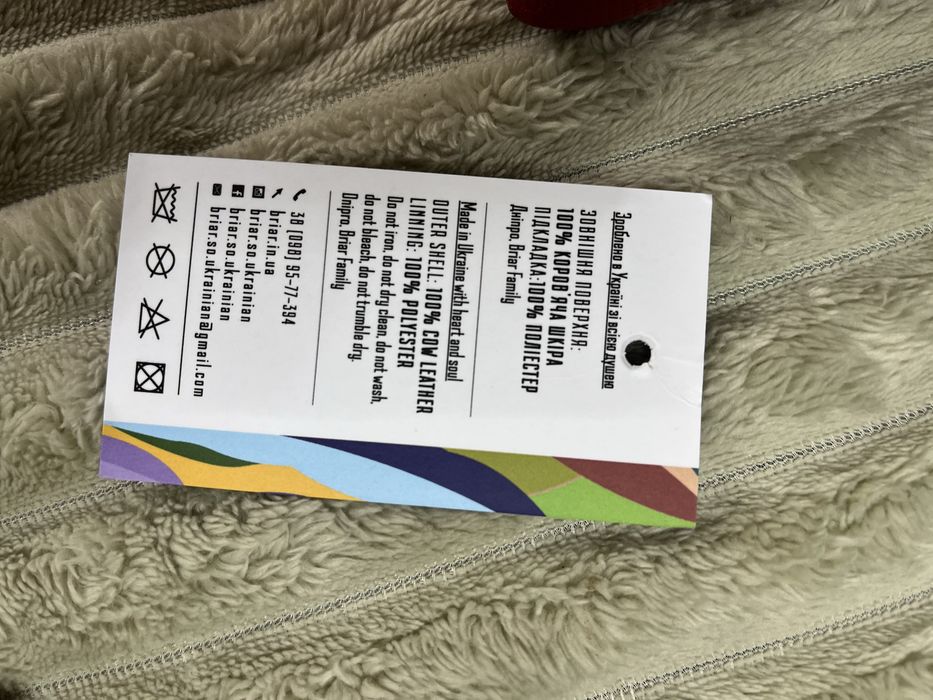 Зроблено в Україні зі всією душею
ЗОВНІШНЯ ПОВЕРХНЯ:
100% КОРОВ'ЯЧА ШКІРА
ПІДКЛАДКА:100% ПОЛІЕСТЕР
Дніпро, Briar Family
Made in Ukraine with heart and soul
OUTER SHELL: 100% COW LEATHER
LINNING: 100% POLYESTER
Do not iron, do not dry clean, do not wash,
do not bleach, do not trumble dry.
Dnipro, Briar Family
38 (098) 95-77-394
briar.in.ua
briar.so.ukrainian
briar.so.ukrainian
briar.so.ukrainian@gmail.com